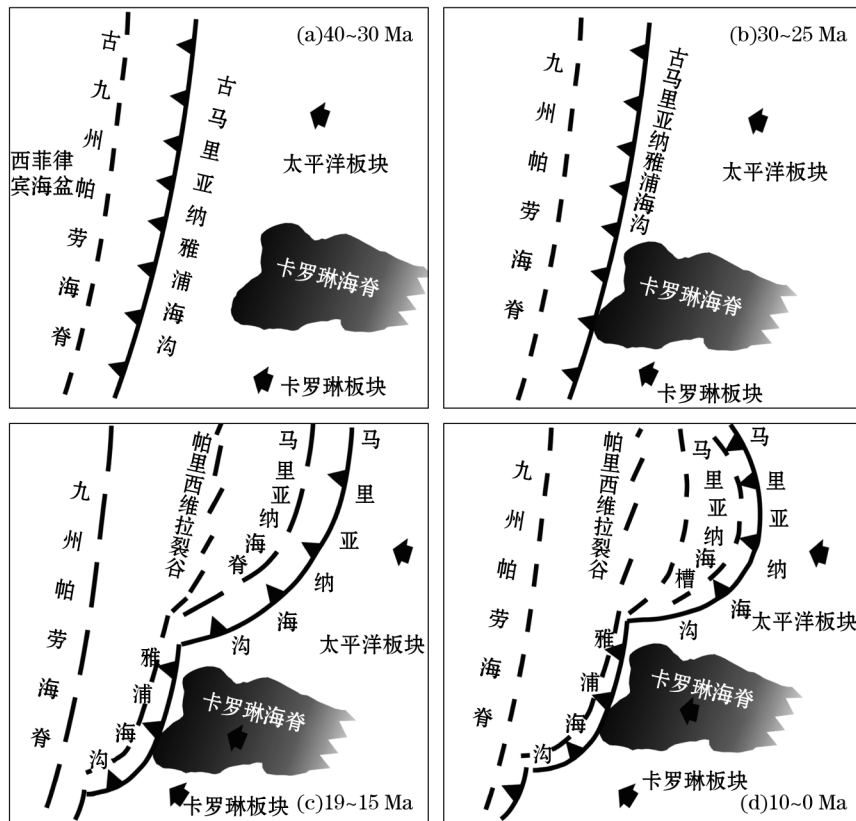 (a)40~30 Ma
古九州帕劳海脊
古马里亚纳雅浦海沟
西菲律
宾海盆
太平洋板块
卡罗琳海脊
卡罗琳板块
(b)30~25 Ma
古九州帕劳海脊
古马里亚纳雅浦海沟
太平洋板块
卡罗琳海脊
卡罗琳板块
九州帕劳海脊
帕里西维拉裂谷
马里亚纳海脊
马里亚纳海沟
太平洋板块
雅浦海沟
卡罗琳海脊
卡罗琳板块
(c)19~15 Ma
九州帕劳海脊
帕里西维拉裂谷
马里亚纳海槽
马里亚纳海沟
太平洋板块
雅浦海沟
卡罗琳海脊
卡罗琳板块
(d)10~0 Ma